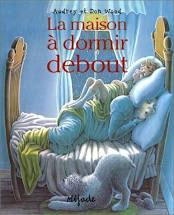 Audrey et Don Wood
La maison
à dormir
debout
Mijade